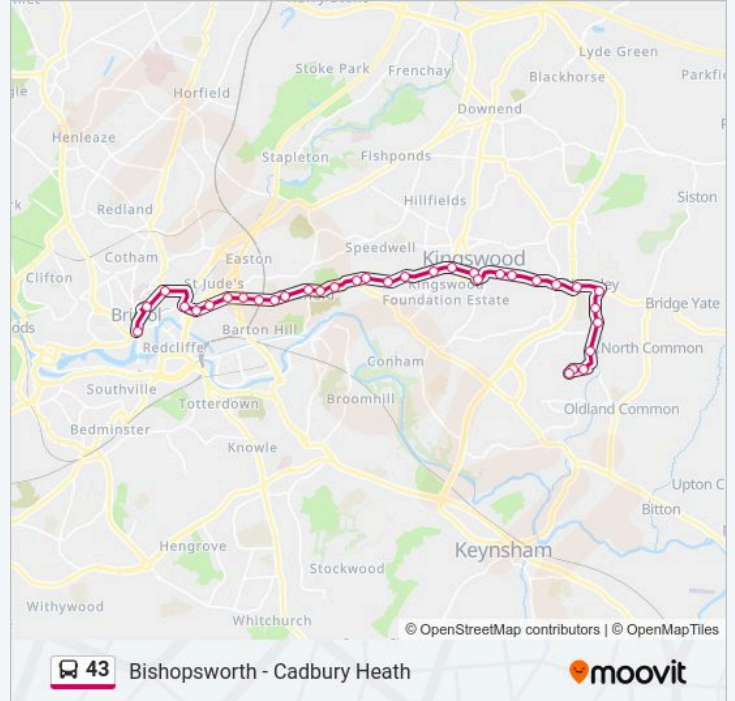 Lyde Green
Stoke Park
Frenchay
Blackhorse
Horfield
Downend
Henleaze
Stapleton
Fishponds
Redland
Hillfields
Siston
Cotham
Easton
Speedwell
Kingswood
Clifton
St Jude's
Kingswood
Foundation Estate
Bridge Yate
Barton Hill
Redcliffe
North Common
Conham
Southville
Totterdown
Broomhill
Oldland Common
Bedminster
Knowle
Upton C
Bitton
Hengrove
Keynsham
Stockwood
Withywood
Whitchurch
© OpenStreetMap contributors | © OpenMapTiles
43 Bishopsworth - Cadbury Heath
moovit